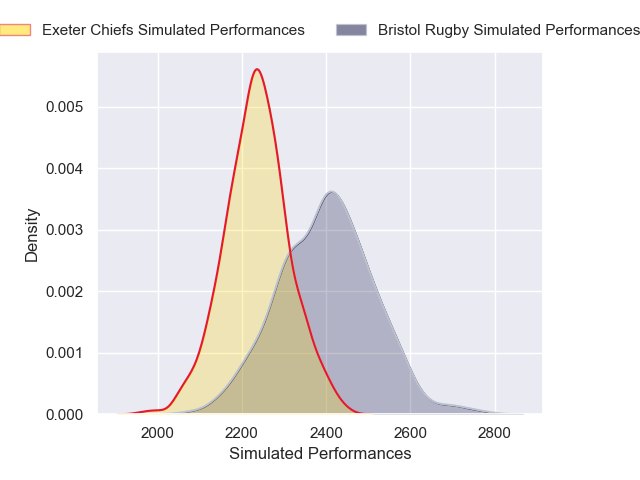 Exeter Chiefs Simulated Performances
Bristol Rugby Simulated Performances
0.005
0.004
0.003
0.002
0.001
0.000
Density
2000
2200
2400
2600
2800
Simulated Performances